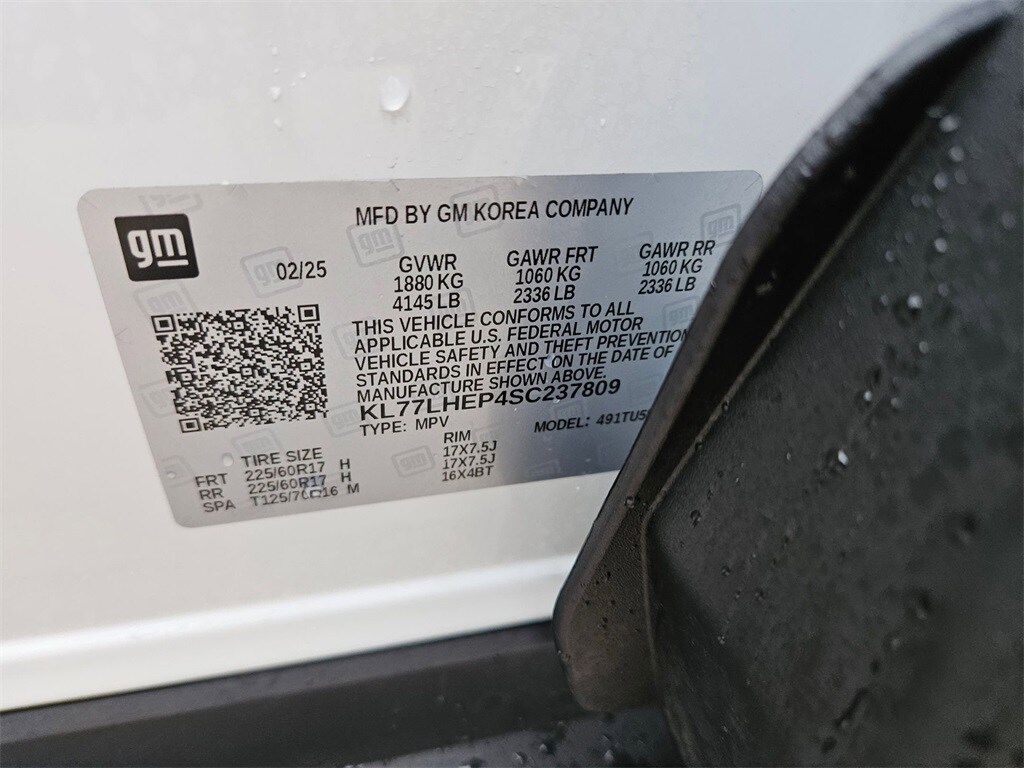 gm
MFD BY GM KOREA COMPANY
02/25
GVWR GAWR FRT GAWR RR
1880 KG 1060 KG 1060 KG
4145 LB 2336 LB 2336 LB
THIS VEHICLE CONFORMS TO ALL
APPLICABLE U.S. FEDERAL MOTOR
VEHICLE SAFETY AND THEFT PREVENTION
STANDARDS IN EFFECT ON THE DATE OF
MANUFACTURE SHOWN ABOVE.
KL77LHEP4SC237809
TYPE: MPV MODEL: 491TU5
TIRE SIZE RIM
FRT 225/60R17 H 17X7.5J
RR 225/60R17 H 17X7.5J
SPA T125/70R16 M 16X4BT